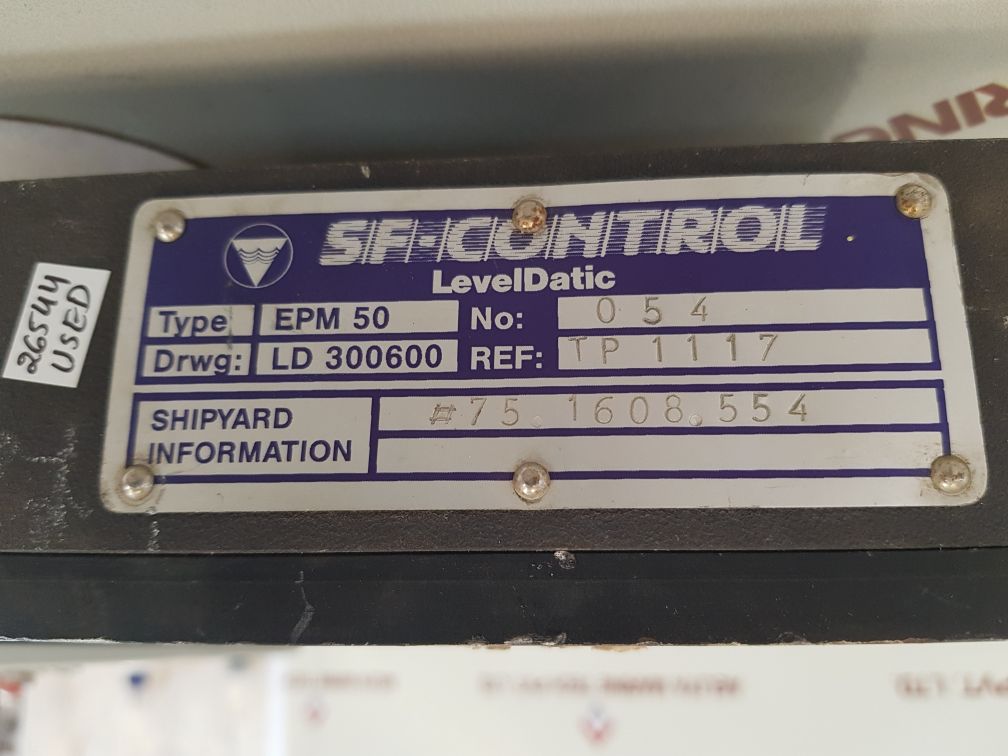 SF-CONTROL
LevelDatic
Type EPM 50 No: 054
Drwg: LD 300600 REF: TP 1117
SHIPYARD INFORMATION #75.1608.554
26544
USED